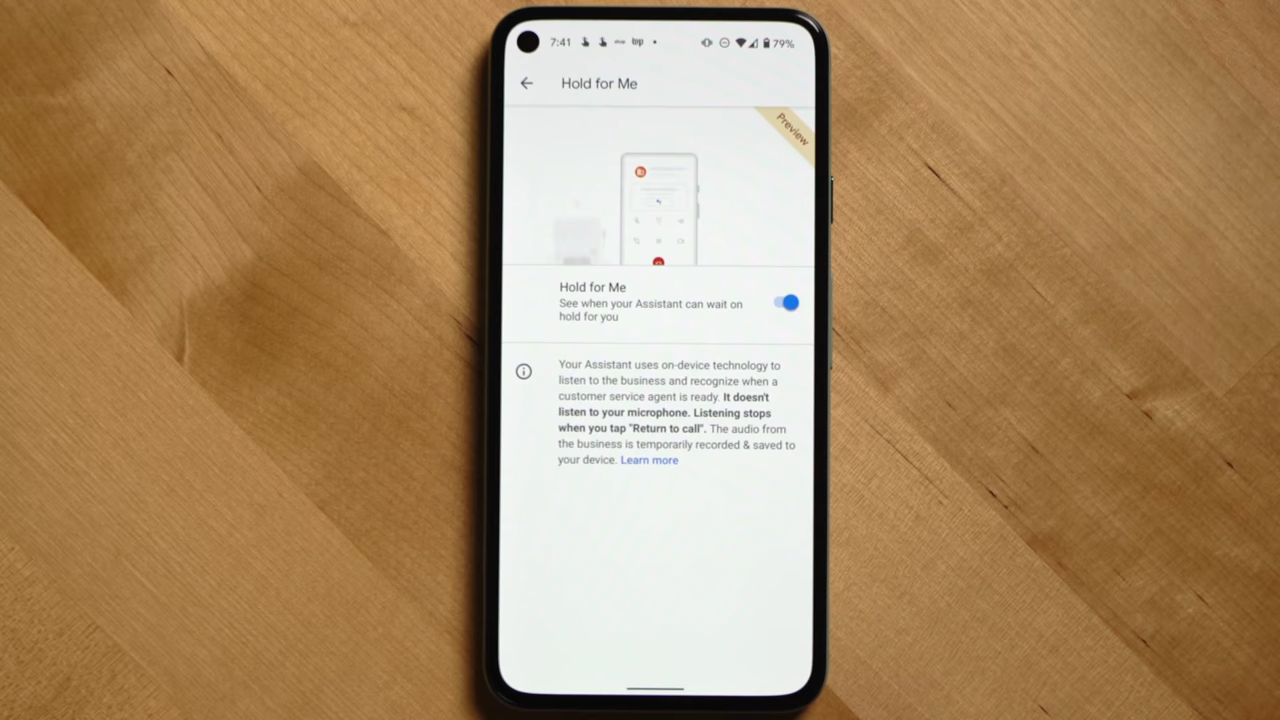 7:41
79%
Hold for Me
Preview
Hold for Me
See when your Assistant can wait on
hold for you
Your Assistant uses on-device technology to
listen to the business and recognize when a
customer service agent is ready. It doesn't
listen to your microphone. Listening stops
when you tap "Return to call". The audio from
the business is temporarily recorded & saved to
your device. Learn more